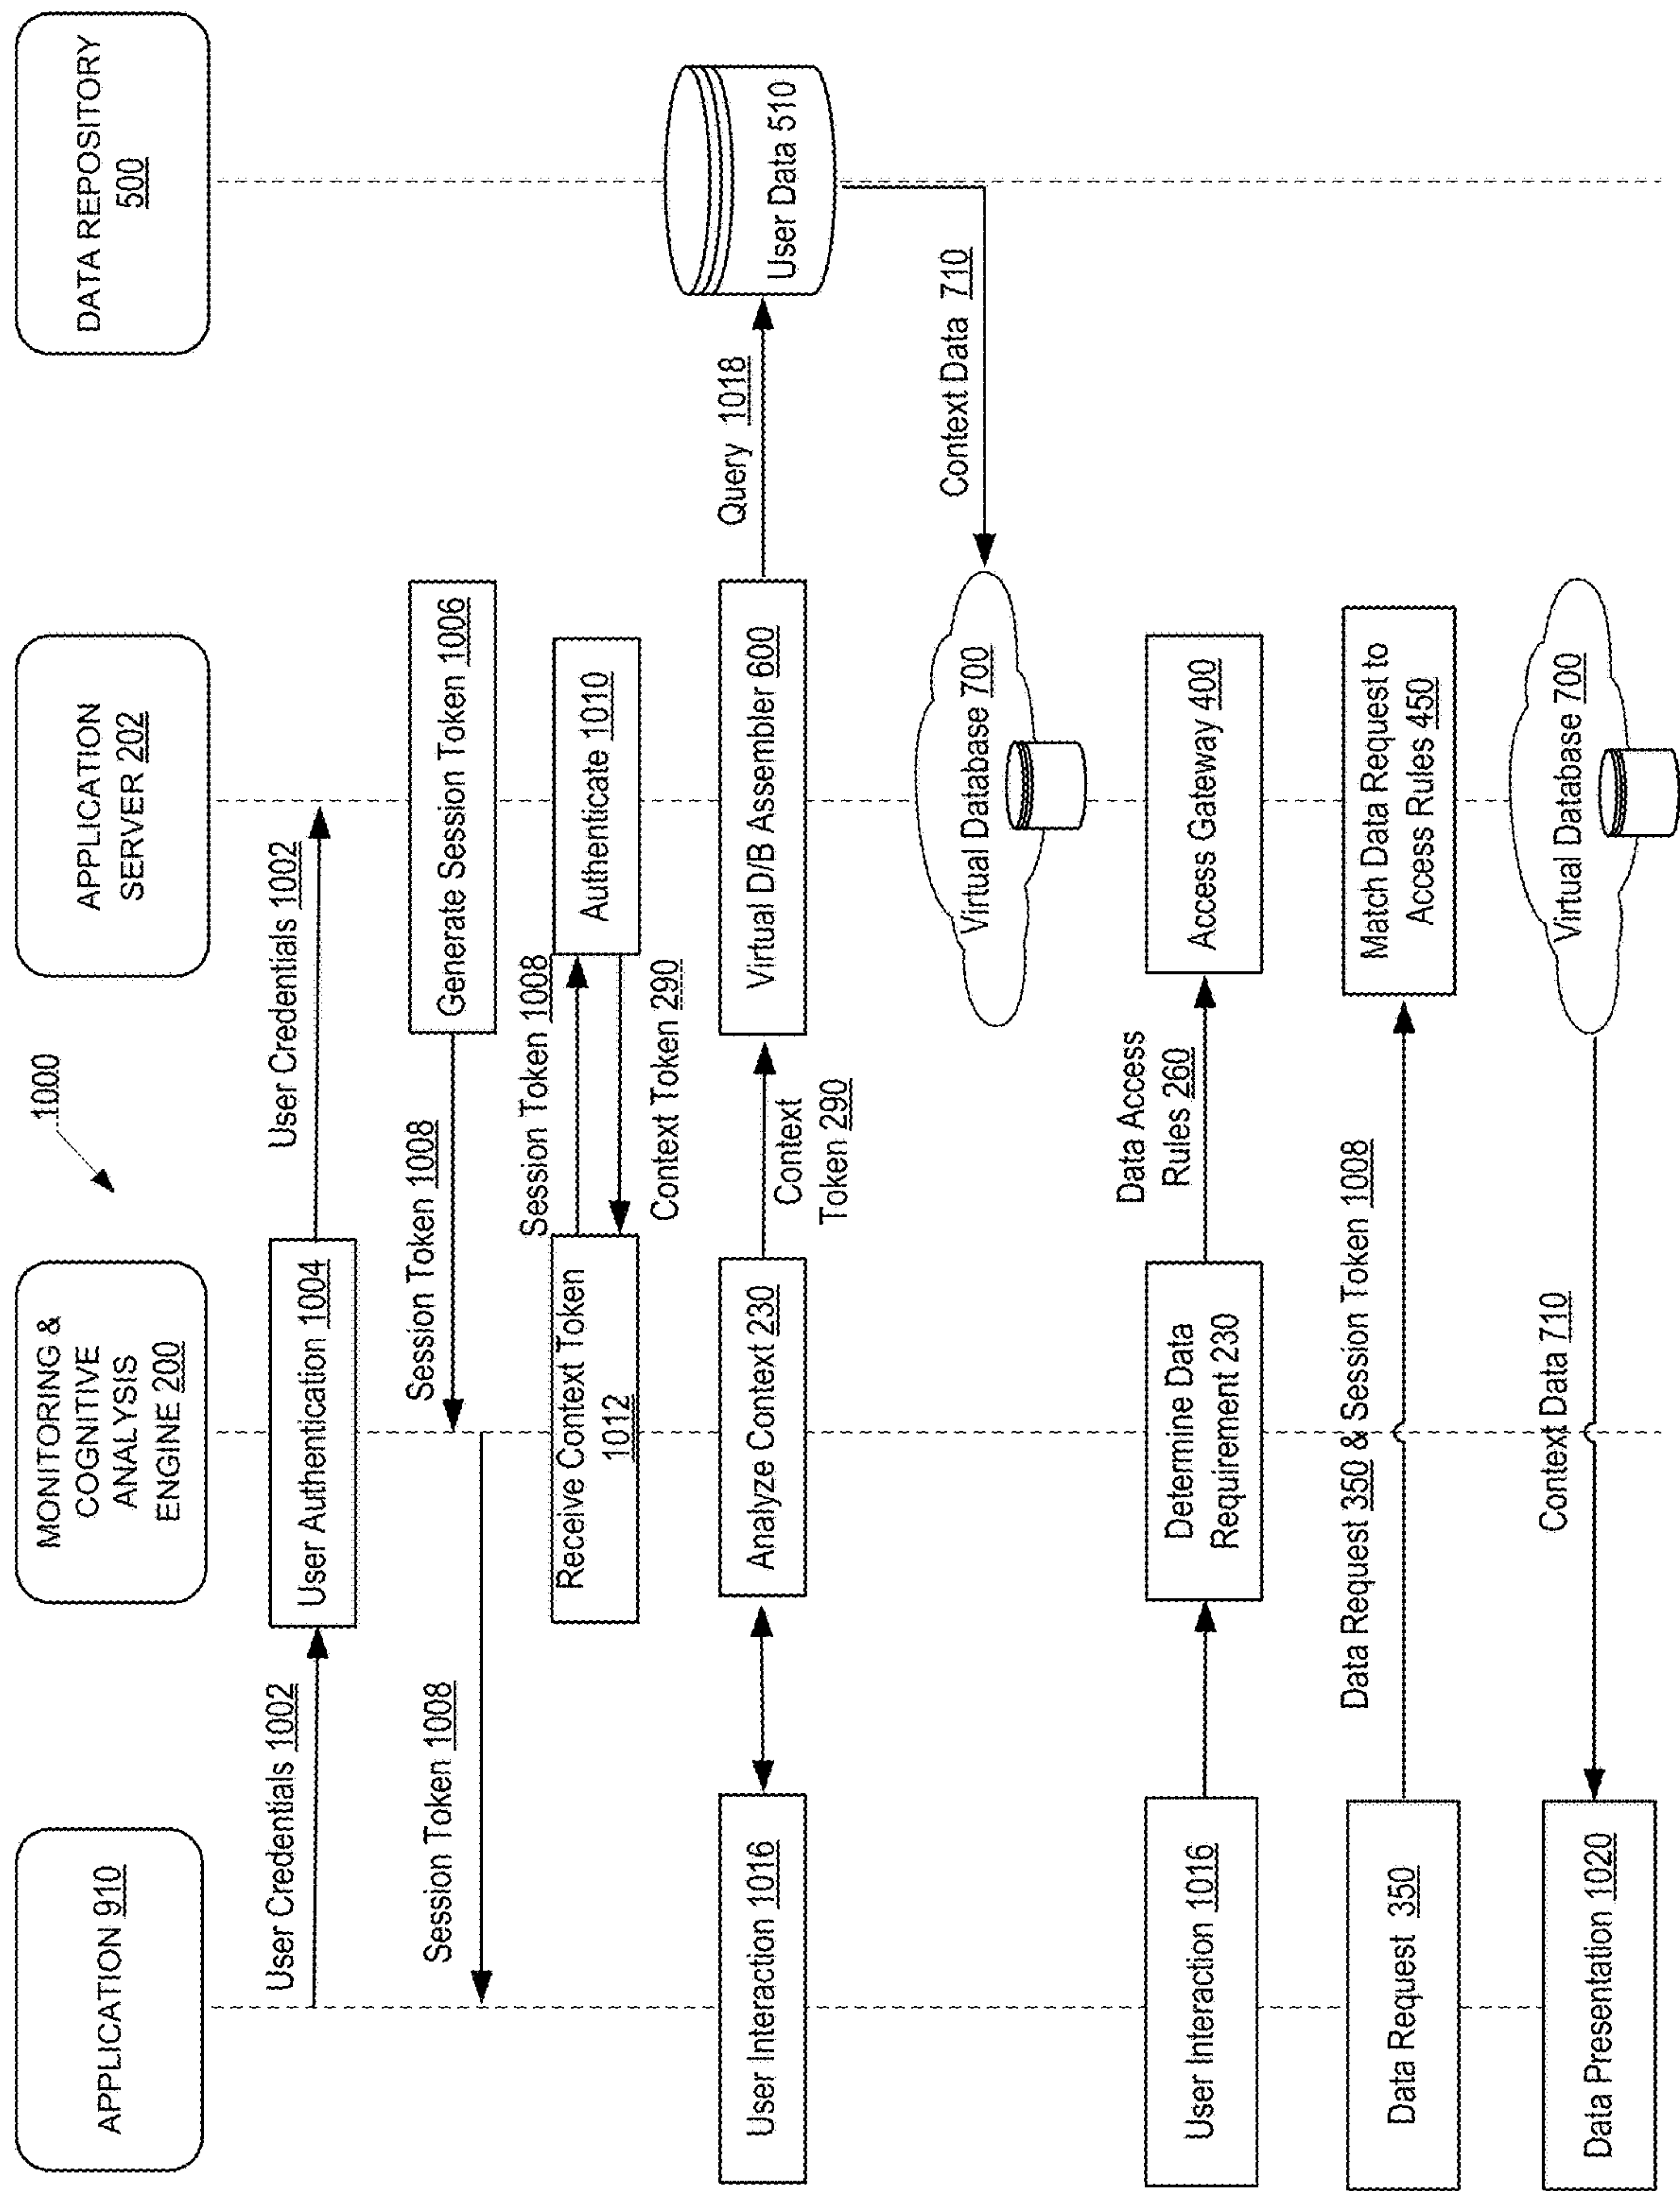 1000
APPLICATION 910
MONITORING &
COGNITIVE
ANALYSIS
ENGINE 200
APPLICATION
SERVER 202
DATA REPOSITORY
500
User Credentials 1002
User Authentication 1004
User Credentials 1002
Generate Session Token 1006
Session Token 1008
Session Token 1008
Receive Context Token
1012
Session Token 1008
Authenticate 1010
Context Token 290
User Interaction 1016
Analyze Context 230
Context
Token 290
Virtual D/B Assembler 600
Query 1018
User Data 510
Context Data 710
Virtual Database 700
User Interaction 1016
Determine Data
Requirement 230
Data Access
Rules 260
Access Gateway 400
Data Request 350
Data Request 350 & Session Token 1008
Match Data Request to
Access Rules 450
Data Presentation 1020
Context Data 710
Virtual Database 700